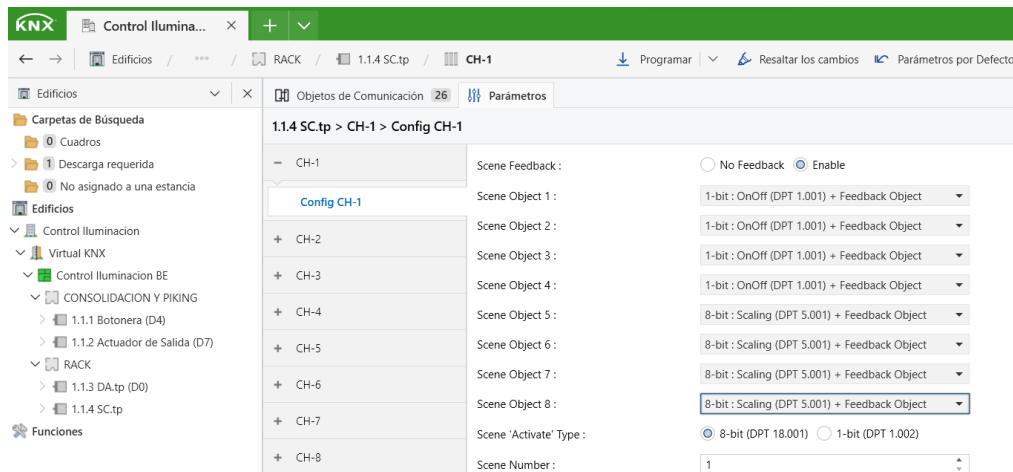 KNX Control Ilumina... × +
← → Edificios / ... / RACK / 1.1.4 SC.tp / CH-1 Programar Resaltar los cambios Parámetros por Defecto
Edificios ×
Objetos de Comunicación 26 Parámetros
Carpetas de Búsqueda
0 Cuadros
1 Descarga requerida
0 No asignado a una estancia
Edificios
Control Iluminacion
Virtual KNX
Control Iluminacion BE
CONSOLIDACION Y PIKING
1.1.1 Botonera (D4)
1.1.2 Actuador de Salida (D7)
RACK
1.1.3 DA.tp (D0)
1.1.4 SC.tp
Funciones
1.1.4 SC.tp > CH-1 > Config CH-1
− CH-1
Config CH-1
+ CH-2
+ CH-3
+ CH-4
+ CH-5
+ CH-6
+ CH-7
+ CH-8
Scene Feedback : No Feedback Enable
Scene Object 1 : 1-bit : OnOff (DPT 1.001) + Feedback Object
Scene Object 2 : 1-bit : OnOff (DPT 1.001) + Feedback Object
Scene Object 3 : 1-bit : OnOff (DPT 1.001) + Feedback Object
Scene Object 4 : 1-bit : OnOff (DPT 1.001) + Feedback Object
Scene Object 5 : 8-bit : Scaling (DPT 5.001) + Feedback Object
Scene Object 6 : 8-bit : Scaling (DPT 5.001) + Feedback Object
Scene Object 7 : 8-bit : Scaling (DPT 5.001) + Feedback Object
Scene Object 8 : 8-bit : Scaling (DPT 5.001) + Feedback Object
Scene 'Activate' Type : 8-bit (DPT 18.001) 1-bit (DPT 1.002)
Scene Number : 1